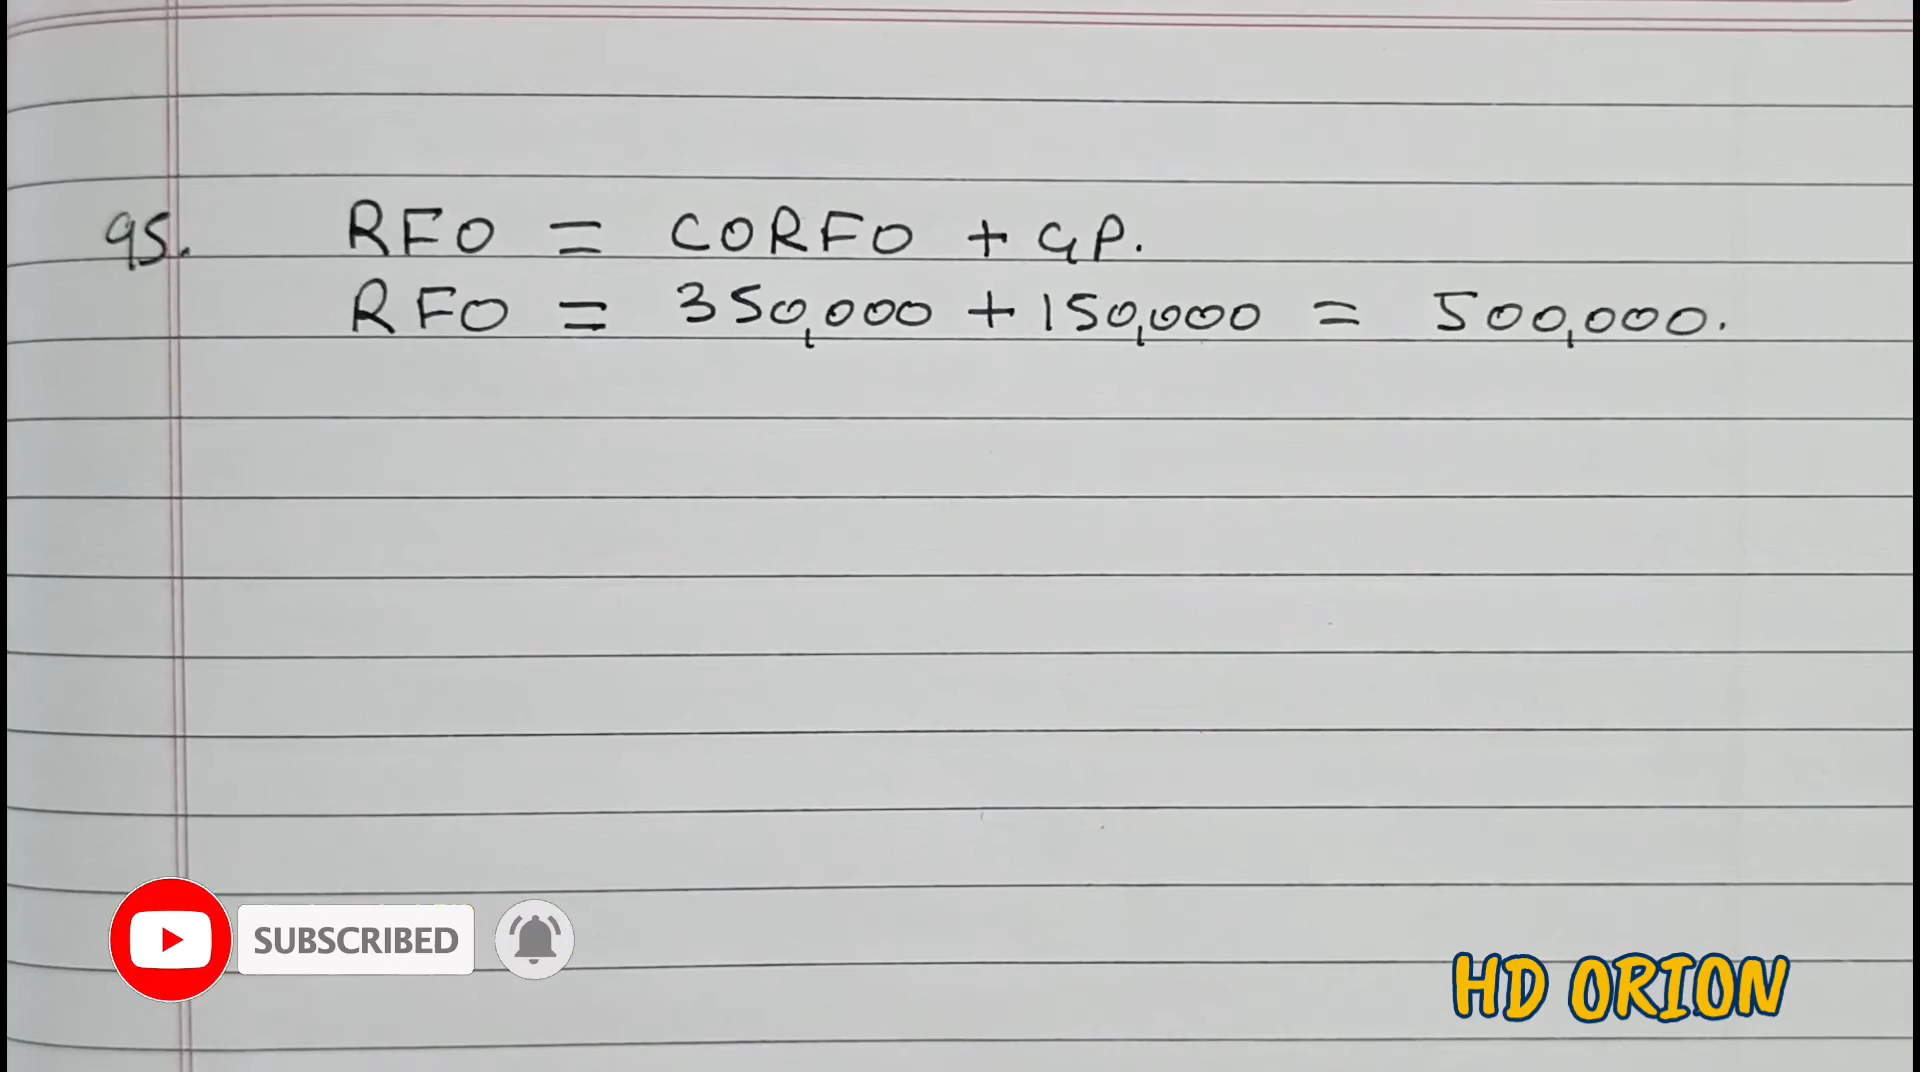 95. RFO = CORFO + GP.
RFO = 350,000 + 150,000 = 500,000.
SUBSCRIBED
HD ORION